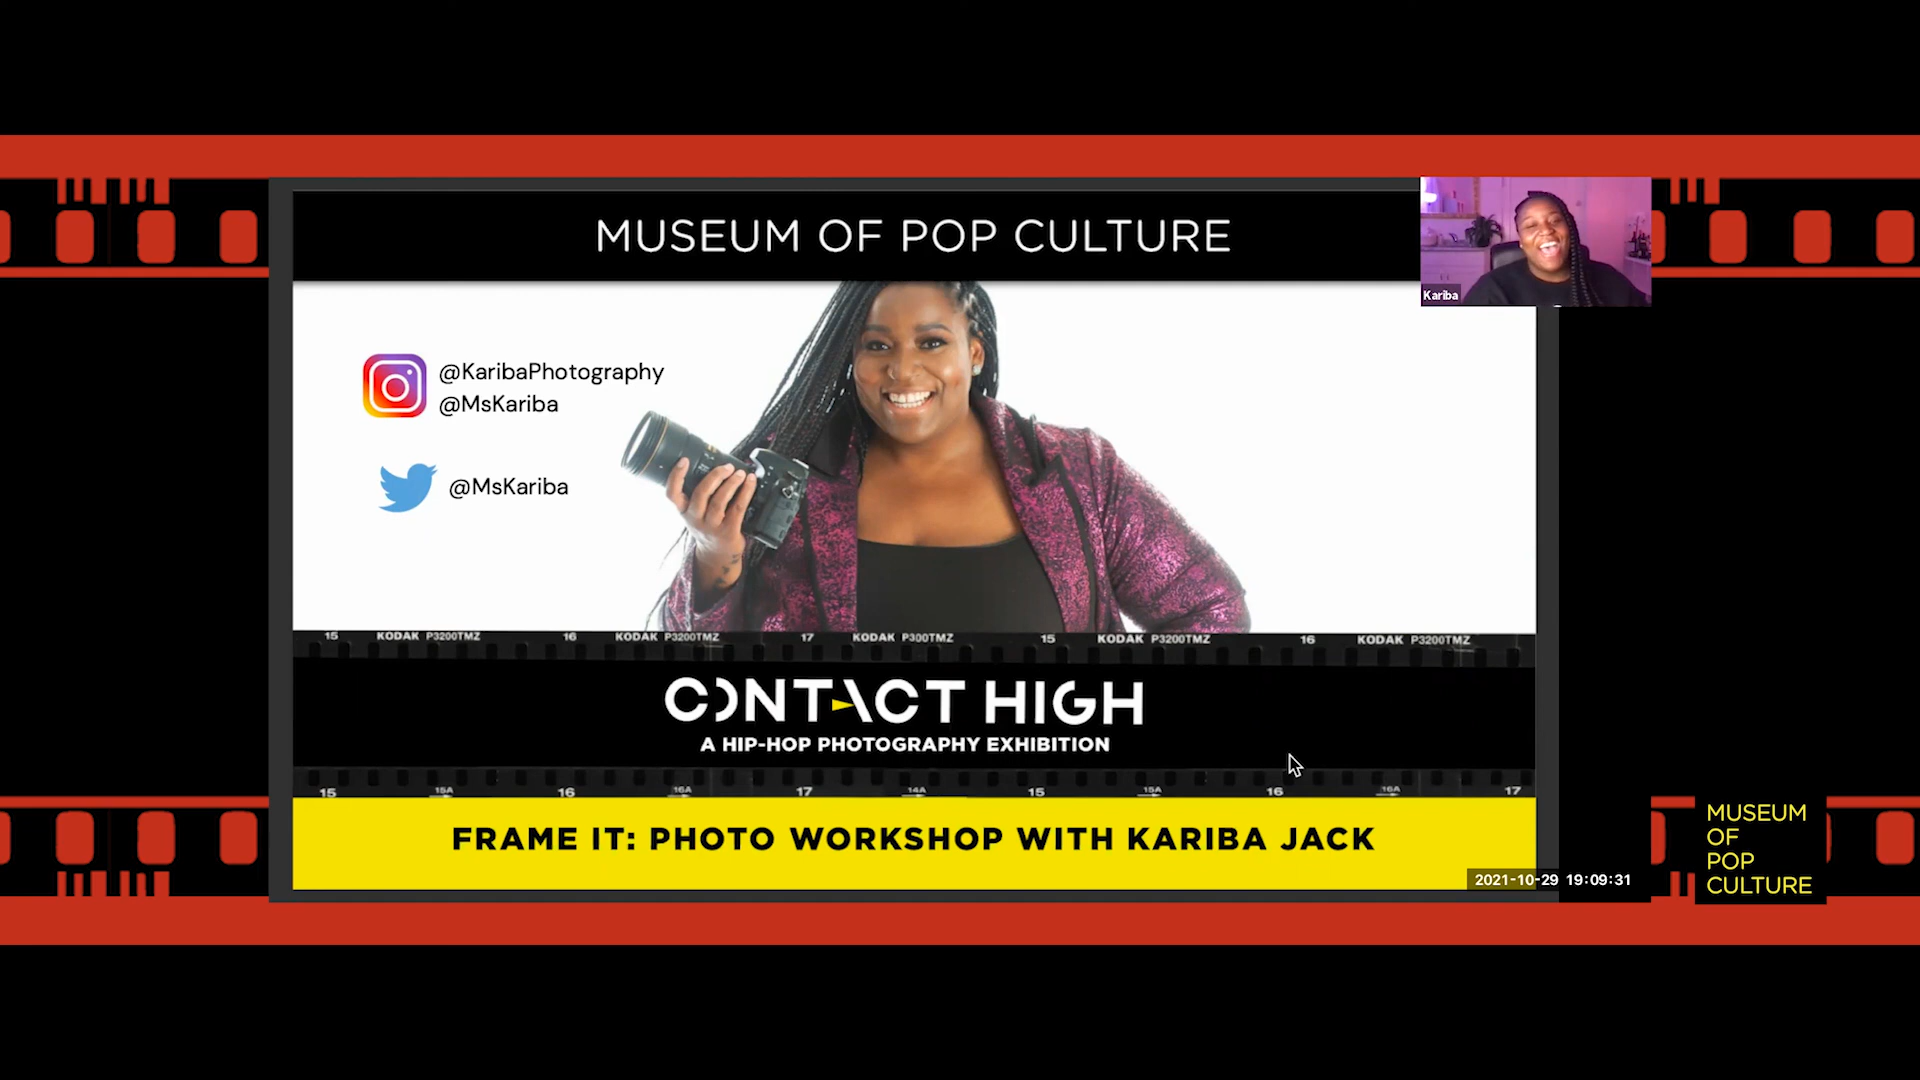 MUSEUM OF POP CULTURE
Kariba
@KaribaPhotography
@MsKariba
@MsKariba
15 KODAK P3200TMZ 16 KODAK P3200TMZ 17 KODAK P300TMZ 15 KODAK P3200TMZ 16 KODAK P3200TMZ
CONTACT HIGH
A HIP-HOP PHOTOGRAPHY EXHIBITION
15 15A 16 16A 17 14A 15 15A 16 16A 17
FRAME IT: PHOTO WORKSHOP WITH KARIBA JACK
2021-10-29 19:09:31
MUSEUM
OF
POP
CULTURE